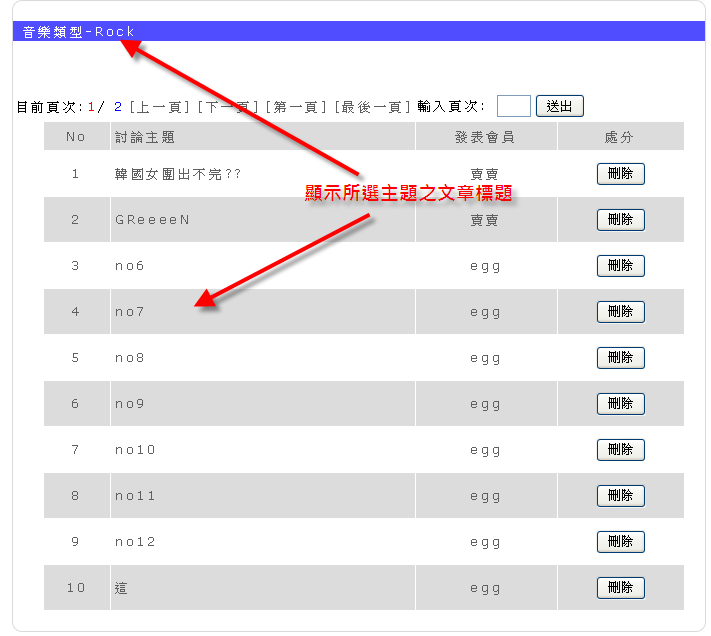 音樂類型-Rock
目前頁次:1/ 2 [上一頁] [下一頁] [第一頁] [最後一頁] 輸入頁次: 送出
No 討論主題 發表會員 處分
1 韓國女團出不完?? 賣賣 刪除
顯示所選主題之文章標題
2 GReeeeN 賣賣 刪除
3 no6 egg 刪除
4 no7 egg 刪除
5 no8 egg 刪除
6 no9 egg 刪除
7 no10 egg 刪除
8 no11 egg 刪除
9 no12 egg 刪除
10 這 egg 刪除